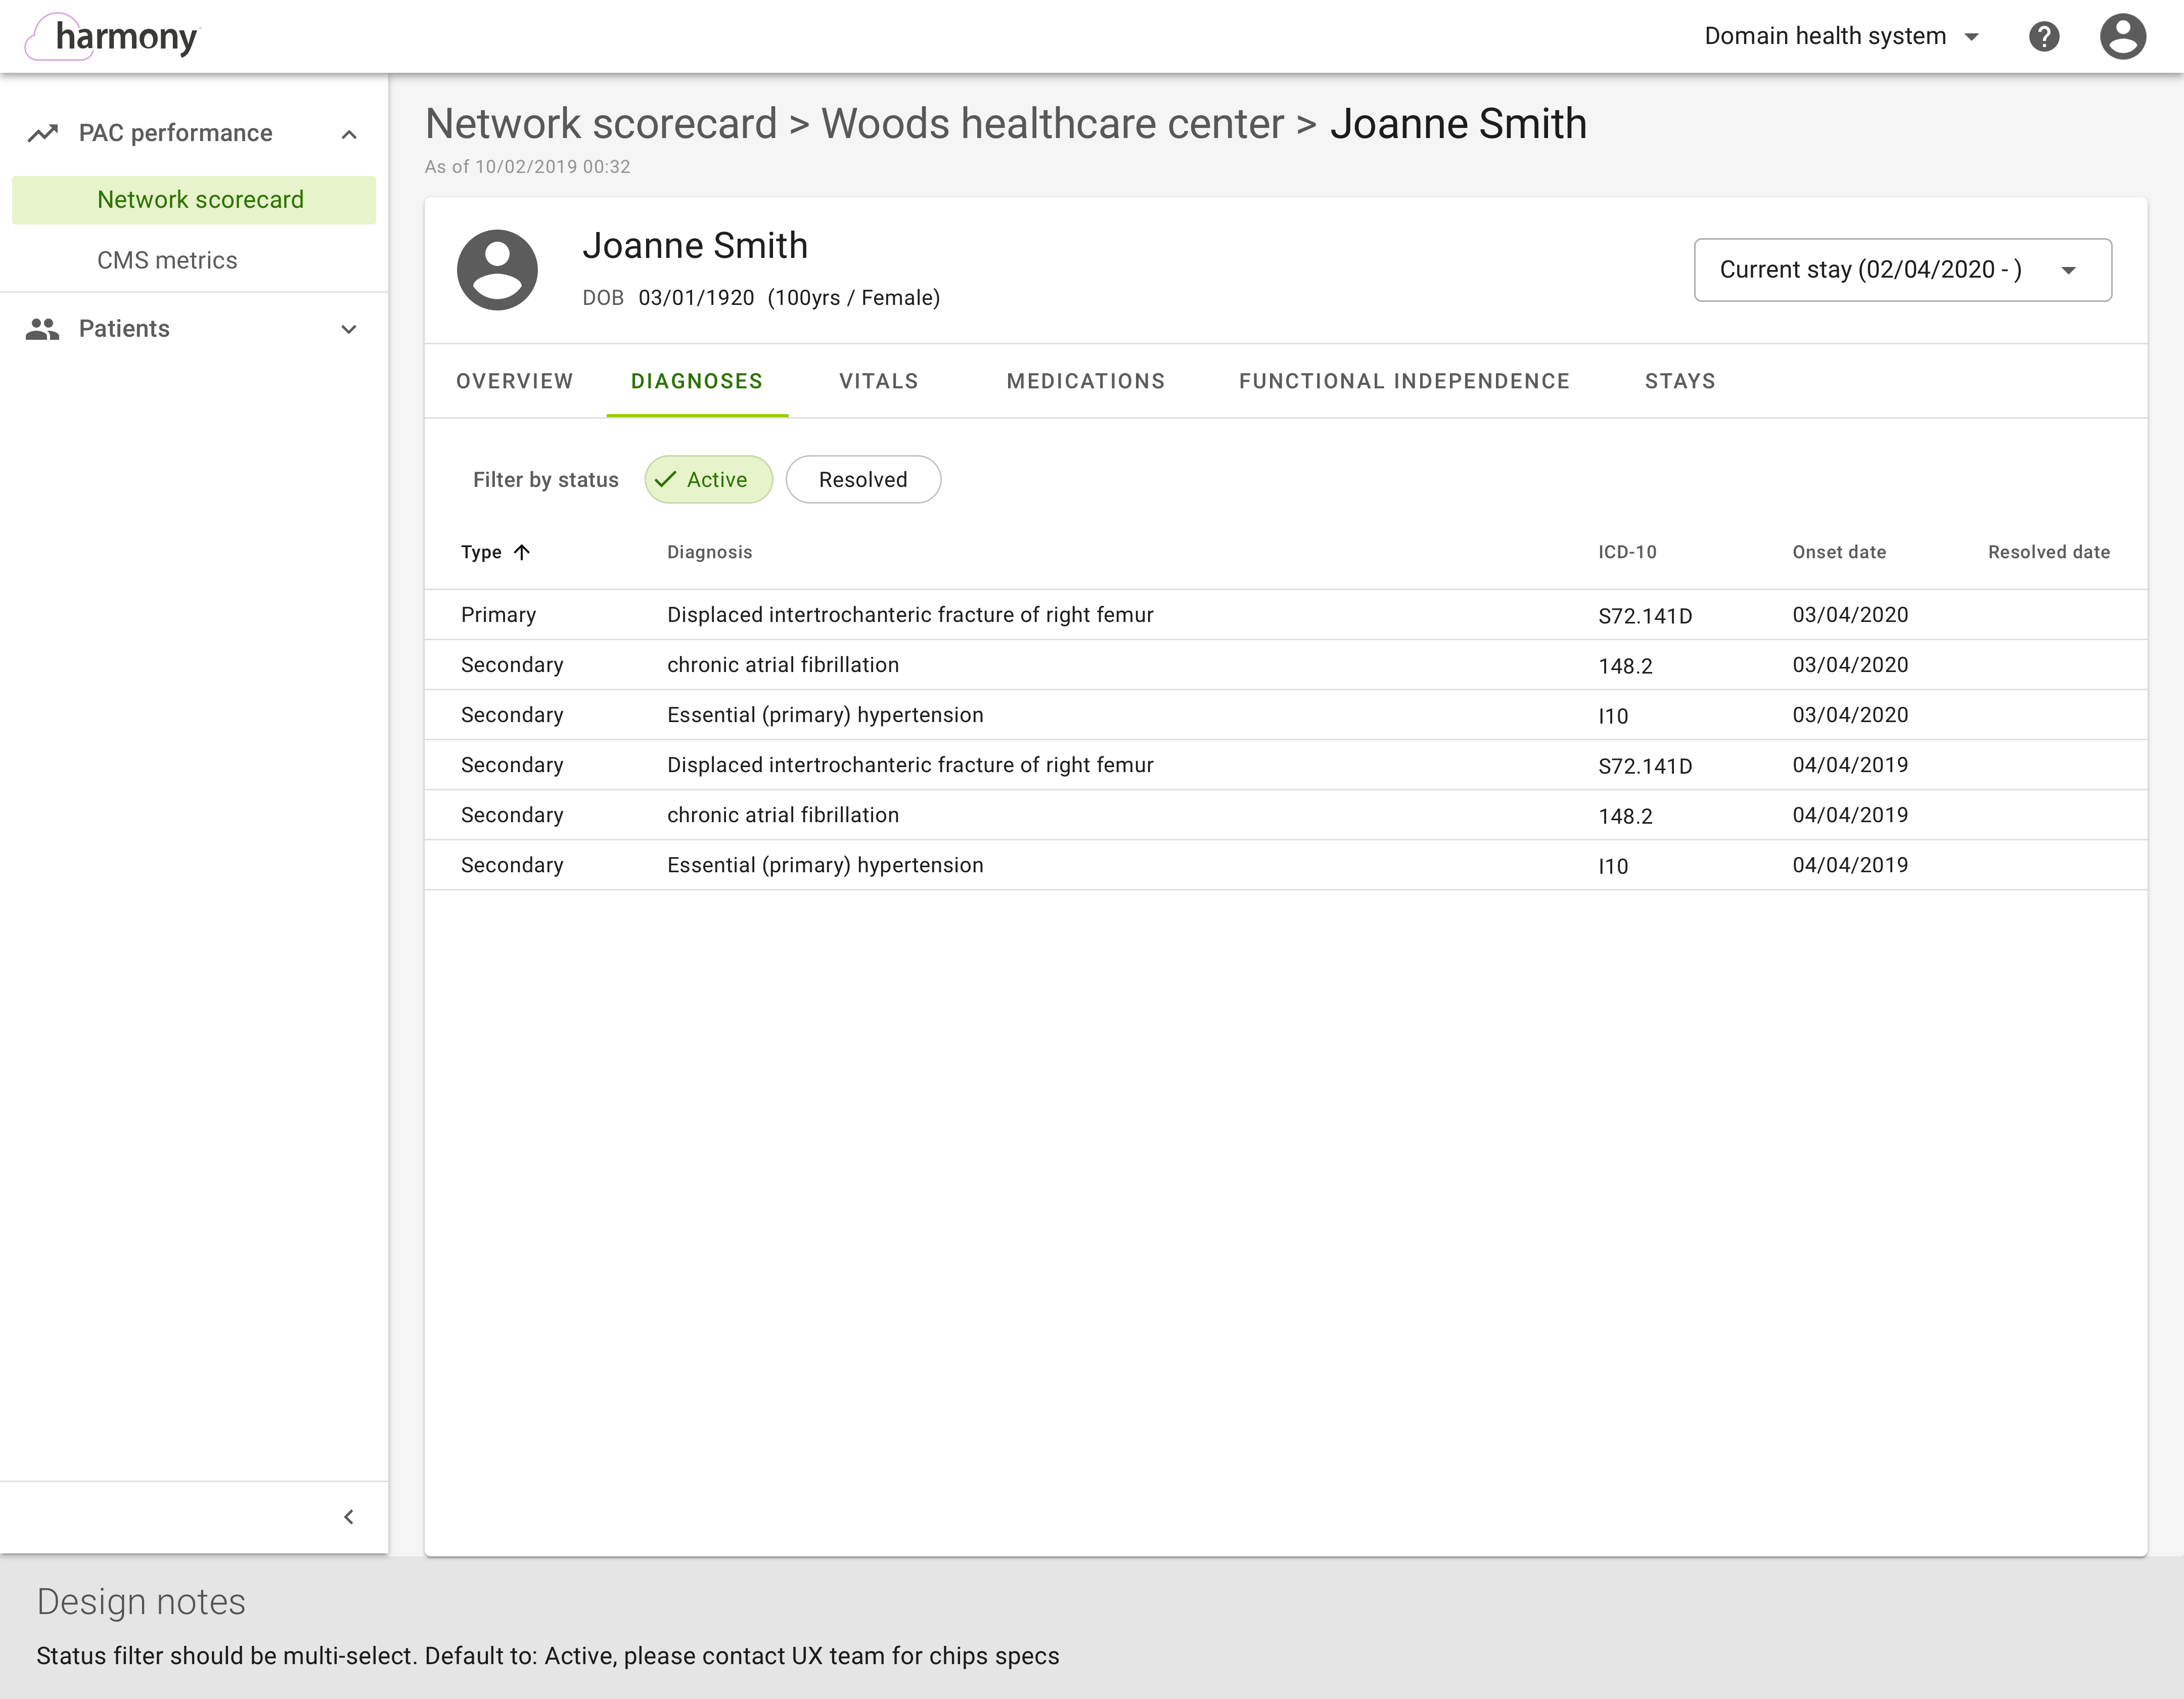 harmony
Domain health system
PAC performance
Network scorecard
CMS metrics
Patients
Network scorecard > Woods healthcare center > Joanne Smith
As of 10/02/2019 00:32
Joanne Smith
DOB 03/01/1920 (100yrs / Female)
Current stay (02/04/2020 - )
OVERVIEW DIAGNOSES VITALS MEDICATIONS FUNCTIONAL INDEPENDENCE STAYS
Filter by status Active Resolved
Type Diagnosis ICD-10 Onset date Resolved date
Primary Displaced intertrochanteric fracture of right femur S72.141D 03/04/2020
Secondary chronic atrial fibrillation 148.2 03/04/2020
Secondary Essential (primary) hypertension I10 03/04/2020
Secondary Displaced intertrochanteric fracture of right femur S72.141D 04/04/2019
Secondary chronic atrial fibrillation 148.2 04/04/2019
Secondary Essential (primary) hypertension I10 04/04/2019
Design notes
Status filter should be multi-select. Default to: Active, please contact UX team for chips specs